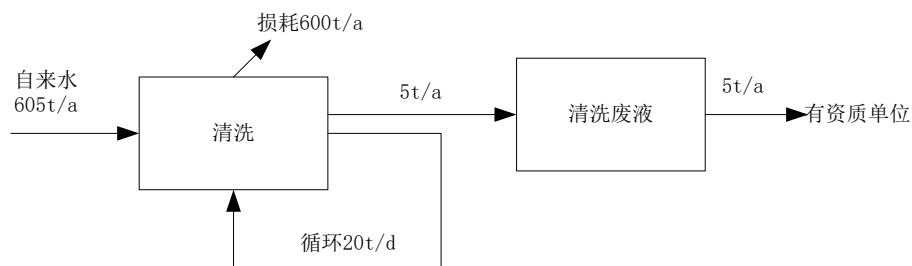 损耗600t/a
自来水
605t/a
清洗
5t/a
清洗废液
5t/a
有资质单位
循环20t/d